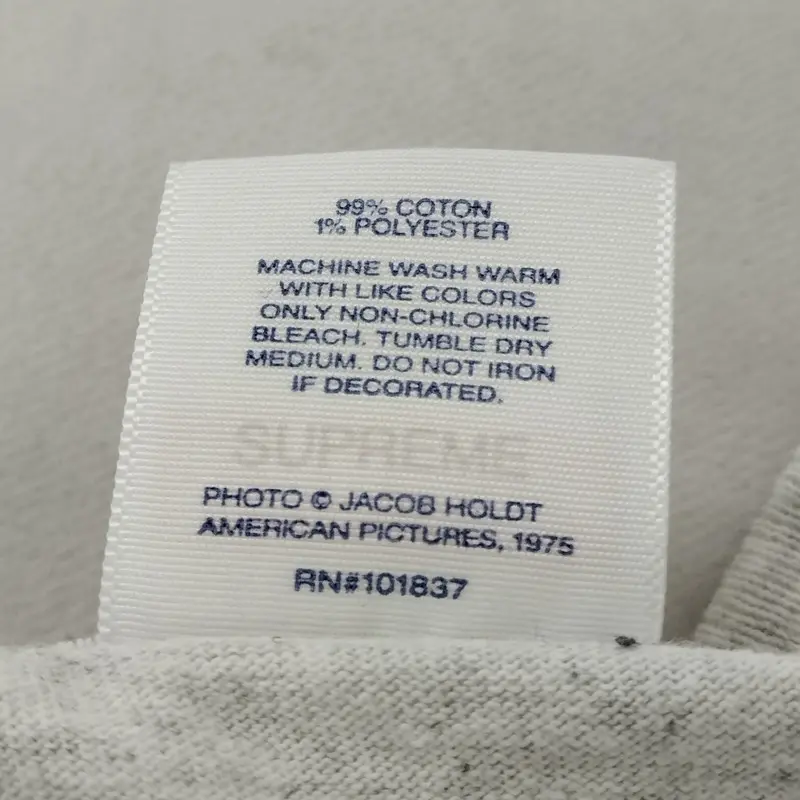 99% COTON
1% POLYESTER
MACHINE WASH WARM
WITH LIKE COLORS
ONLY NON-CHLORINE
BLEACH. TUMBLE DRY
MEDIUM. DO NOT IRON
IF DECORATED.
SUPREME
PHOTO © JACOB HOLDT
AMERICAN PICTURES, 1975
RN#101837